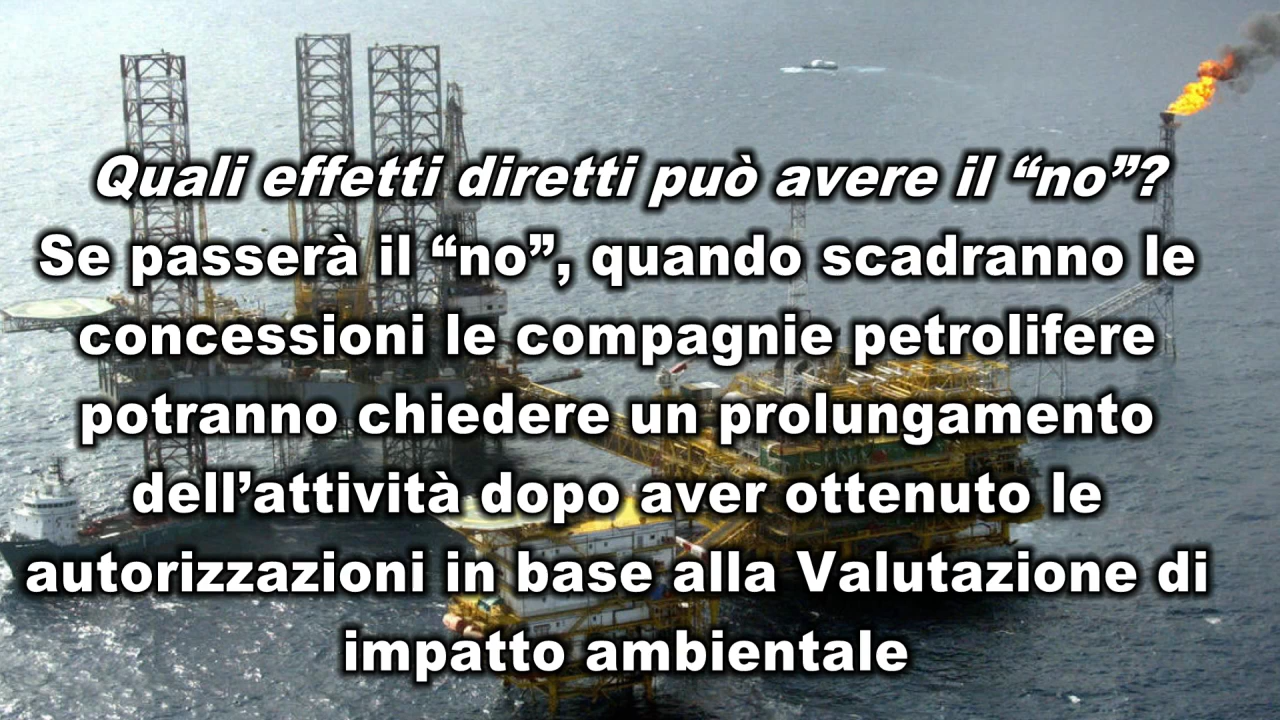 Quali effetti diretti può avere il “no”?
Se passerà il “no”, quando scadranno le
concessioni le compagnie petrolifere
potranno chiedere un prolungamento
dell’attività dopo aver ottenuto le
autorizzazioni in base alla Valutazione di
impatto ambientale